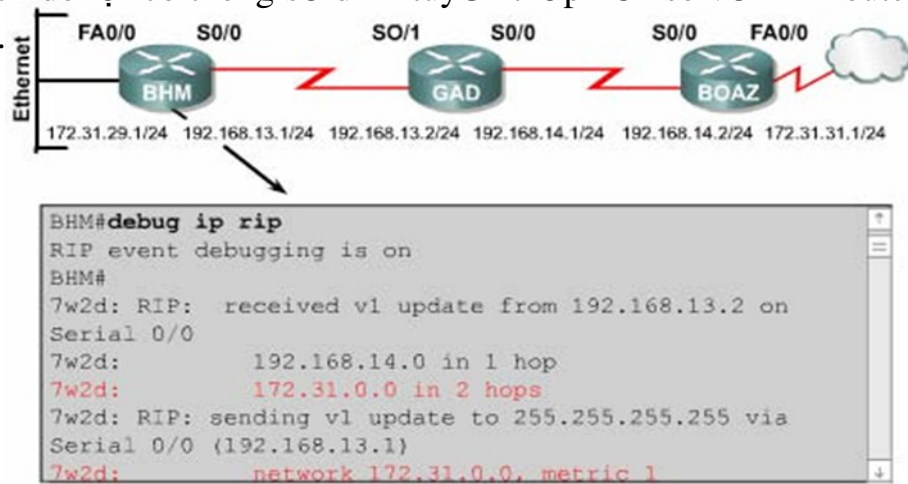 FA0/0 S0/0 SO/1 S0/0 S0/0 FA0/0
Ethernet
BHM GAD BOAZ
172.31.29.1/24 192.168.13.1/24 192.168.13.2/24 192.168.14.1/24 192.168.14.2/24 172.31.31.1/24
BHM#debug ip rip
RIP event debugging is on
BHM#
7w2d: RIP: received v1 update from 192.168.13.2 on
Serial 0/0
7w2d: 192.168.14.0 in 1 hop
7w2d: 172.31.0.0 in 2 hops
7w2d: RIP: sending v1 update to 255.255.255.255 via
Serial 0/0 (192.168.13.1)
7w2d: network 172.31.0.0, metric 1